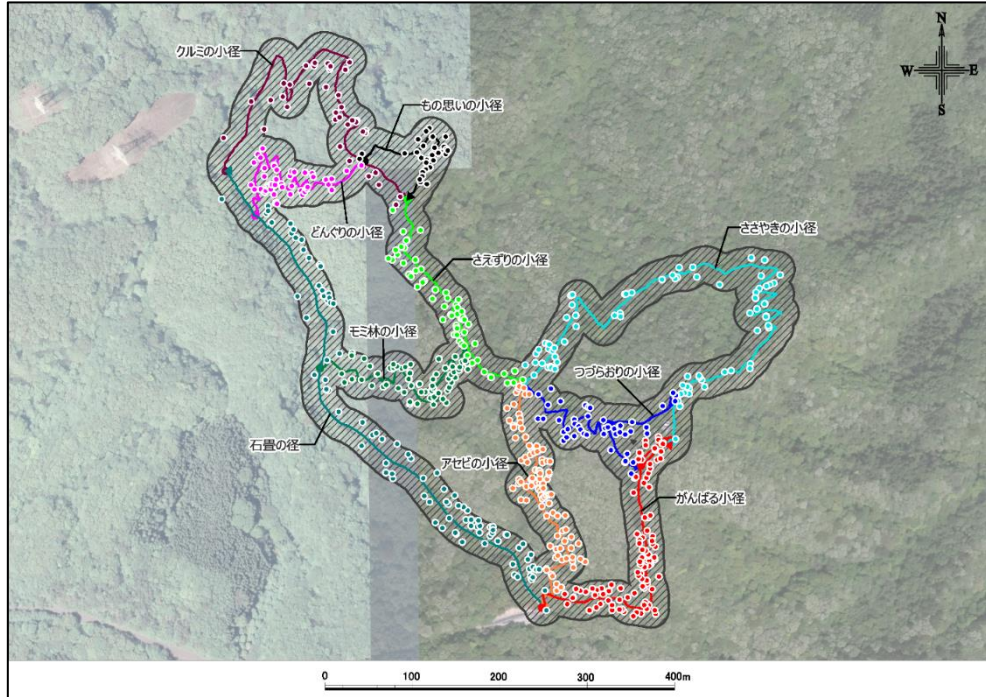 N
W E
S
クルミの小径
もの思いの小径
どんぐりの小径
さえずりの小径
ささやきの小径
モミ林の小径
つづらおりの小径
石畳の径
アセビの小径
がんばる小径
0 100 200 300 400m